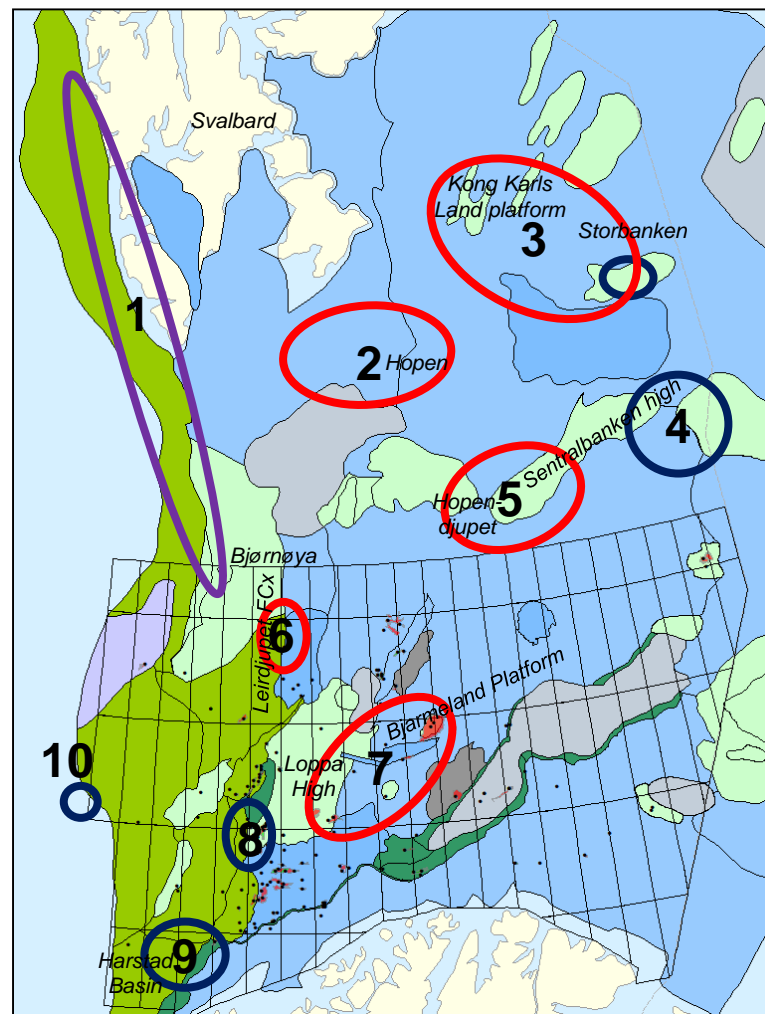 Svalbard
Kong Karls
Land platform
3
Storbanken
1
2
Hopen
Sentralbanken high
4
5
Hopen-
djupet
Bjørnøya
Leirdjupet FCx
6
Bjarmeland Platform
10
Loppa
High
7
8
Harstad
Basin
9